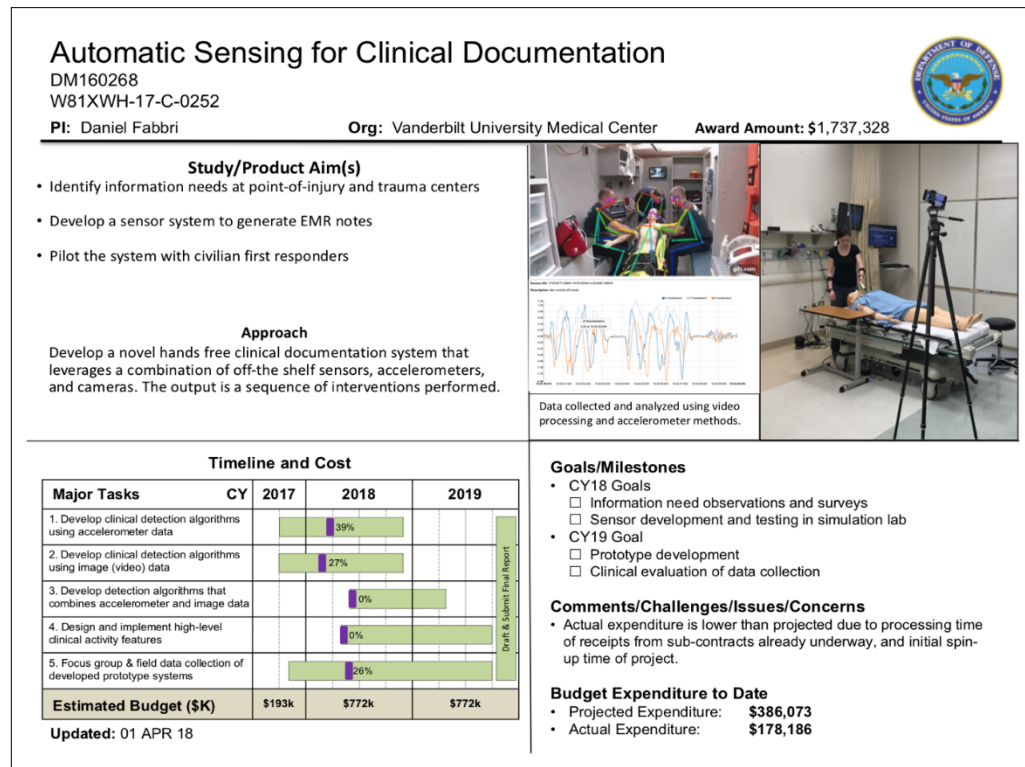 Automatic Sensing for Clinical Documentation
DM160268
W81XWH-17-C-0252
PI: Daniel Fabbri Org: Vanderbilt University Medical Center Award Amount: $1,737,328
DEPARTMENT OF DEFENSE
UNITED STATES OF AMERICA
Study/Product Aim(s)
• Identify information needs at point-of-injury and trauma centers
• Develop a sensor system to generate EMR notes
• Pilot the system with civilian first responders
Approach
Develop a novel hands free clinical documentation system that
leverages a combination of off-the shelf sensors, accelerometers,
and cameras. The output is a sequence of interventions performed.
gifs.com
Data collected and analyzed using video
processing and accelerometer methods.
Timeline and Cost
Major Tasks CY 2017 2018 2019
1. Develop clinical detection algorithms
using accelerometer data
39%
2. Develop clinical detection algorithms
using image (video) data
27%
3. Develop detection algorithms that
combines accelerometer and image data
0%
4. Design and implement high-level
clinical activity features
0%
5. Focus group & field data collection of
developed prototype systems
26%
Draft & Submit Final Report
Estimated Budget ($K) $193k $772k $772k
Updated: 01 APR 18
Goals/Milestones
• CY18 Goals
☐ Information need observations and surveys
☐ Sensor development and testing in simulation lab
• CY19 Goal
☐ Prototype development
☐ Clinical evaluation of data collection
Comments/Challenges/Issues/Concerns
• Actual expenditure is lower than projected due to processing time
of receipts from sub-contracts already underway, and initial spin-
up time of project.
Budget Expenditure to Date
• Projected Expenditure: $386,073
• Actual Expenditure: $178,186